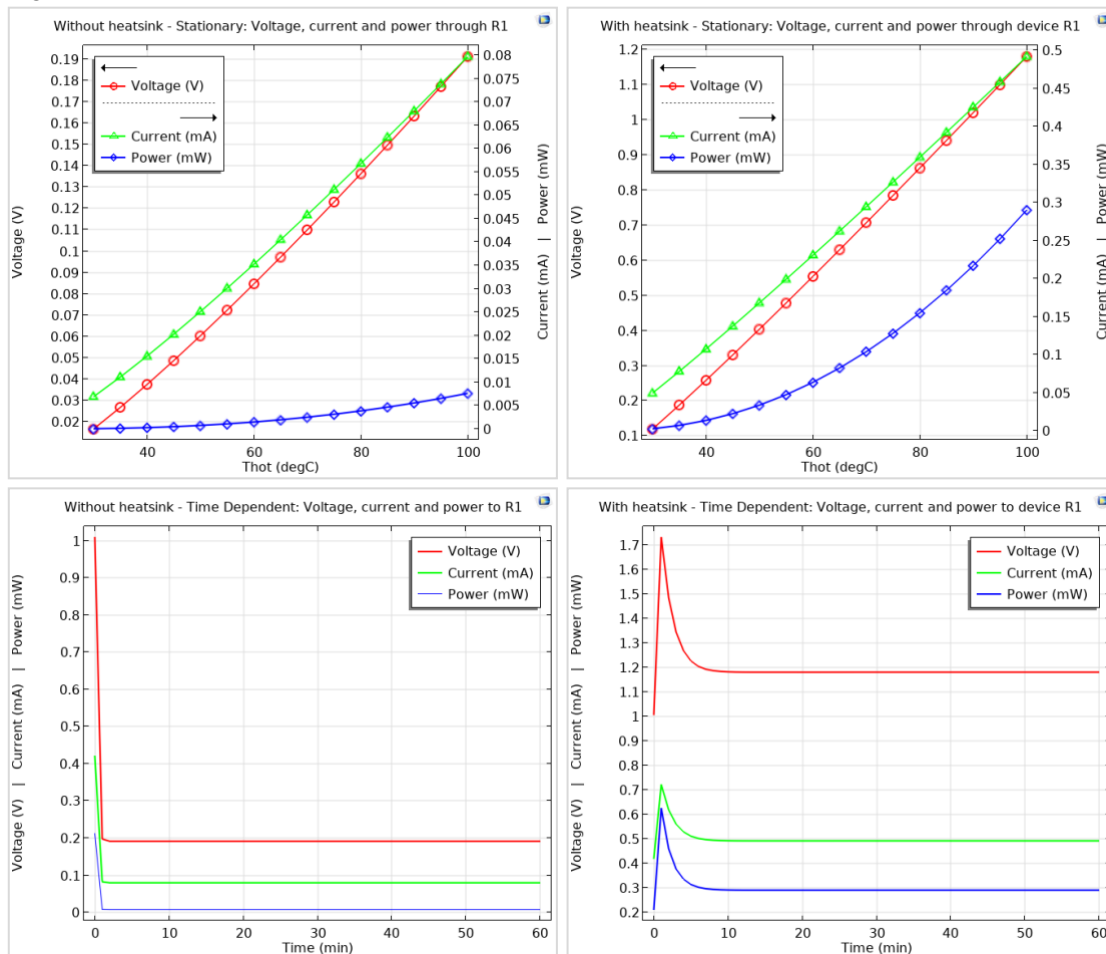 Without heatsink - Stationary: Voltage, current and power through R1
0.19
0.18
0.17
0.16
0.15
0.14
0.13
0.12
0.11
0.1
0.09
0.08
0.07
0.06
0.05
0.04
0.03
0.02
Voltage (V)
Voltage (V)
Current (mA)
Power (mW)
0.08
0.075
0.07
0.065
0.06
0.055
0.05
0.045
0.04
0.035
0.03
0.025
0.02
0.015
0.01
0.005
0
Current (mA) | Power (mW)
40 60 80 100
Thot (degC)
With heatsink - Stationary: Voltage, current and power through device R1
1.2
1.1
1
0.9
0.8
0.7
0.6
0.5
0.4
0.3
0.2
0.1
Voltage (V)
Voltage (V)
Current (mA)
Power (mW)
0.5
0.45
0.4
0.35
0.3
0.25
0.2
0.15
0.1
0.05
0
Current (mA) | Power (mW)
40 60 80 100
Thot (degC)
Without heatsink - Time Dependent: Voltage, current and power to R1
1
0.9
0.8
0.7
0.6
0.5
0.4
0.3
0.2
0.1
0
Voltage (V) | Current (mA) | Power (mW)
Voltage (V)
Current (mA)
Power (mW)
0 10 20 30 40 50 60
Time (min)
With heatsink - Time Dependent: Voltage, current and power to device R1
1.7
1.6
1.5
1.4
1.3
1.2
1.1
1
0.9
0.8
0.7
0.6
0.5
0.4
0.3
0.2
Voltage (V) | Current (mA) | Power (mW)
Voltage (V)
Current (mA)
Power (mW)
0 10 20 30 40 50 60
Time (min)